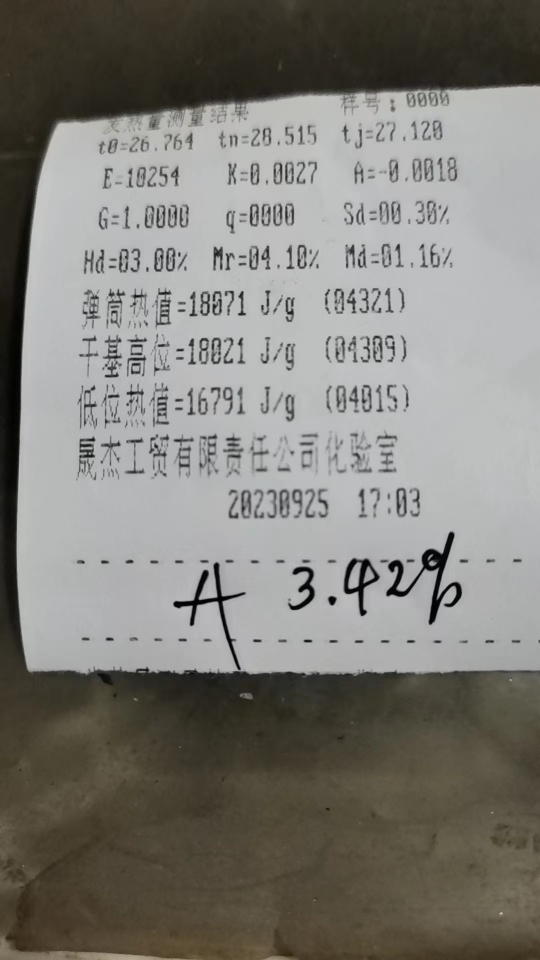 发热量测量结果 样号：0000
t0=26.764 tn=28.515 tj=27.120
E=10254 K=0.0027 A=-0.0018
G=1.0000 q=0000 Sd=00.30%
Hd=03.00% Mr=04.10% Md=01.16%
弹筒热值=18071 J/g (04321)
干基高位=18021 J/g (04309)
低位热值=16791 J/g (04015)
晟杰工贸有限责任公司化验室
20230925 17:03
A 3.42%